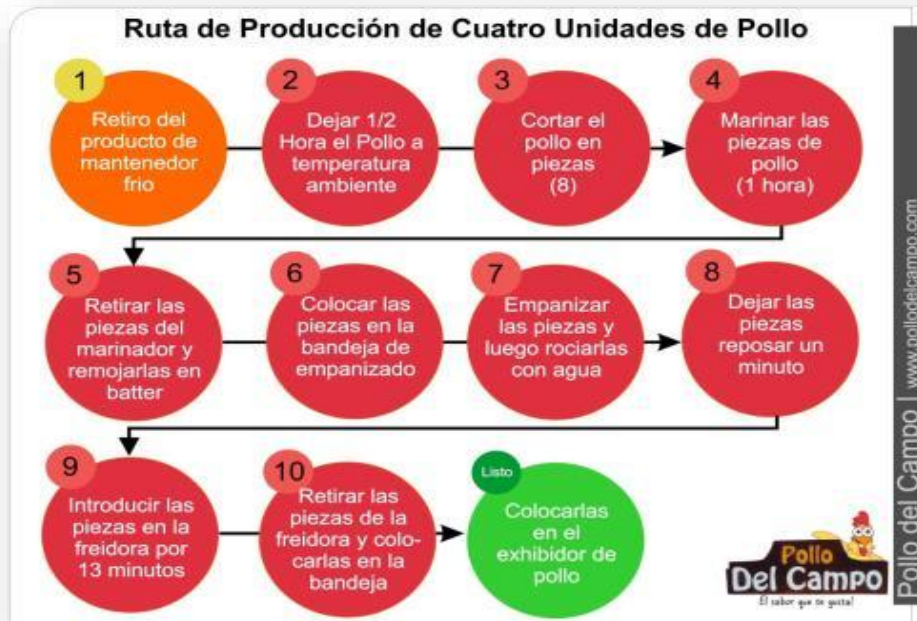 Ruta de Producción de Cuatro Unidades de Pollo
1
Retiro del
producto de
mantenedor
frio
2
Dejar 1/2
Hora el Pollo a
temperatura
ambiente
3
Cortar el
pollo en
piezas
(8)
4
Marinar las
piezas de
pollo
(1 hora)
5
Retirar las
piezas del
marinador y
remojarlas en
batter
6
Colocar las
piezas en la
bandeja de
empanizado
7
Empanizar
las piezas y
luego rociarlas
con agua
8
Dejar las
piezas
reposar un
minuto
9
Introducir las
piezas en la
freidora por
13 minutos
10
Retirar las
piezas de la
freidora y colo-
carlas en la
bandeja
Listo
Colocarlas
en el
exhibidor de
pollo
Pollo
Del Campo
El sabor que te gusta!
Pollo del Campo | www.pollodelcampo.com